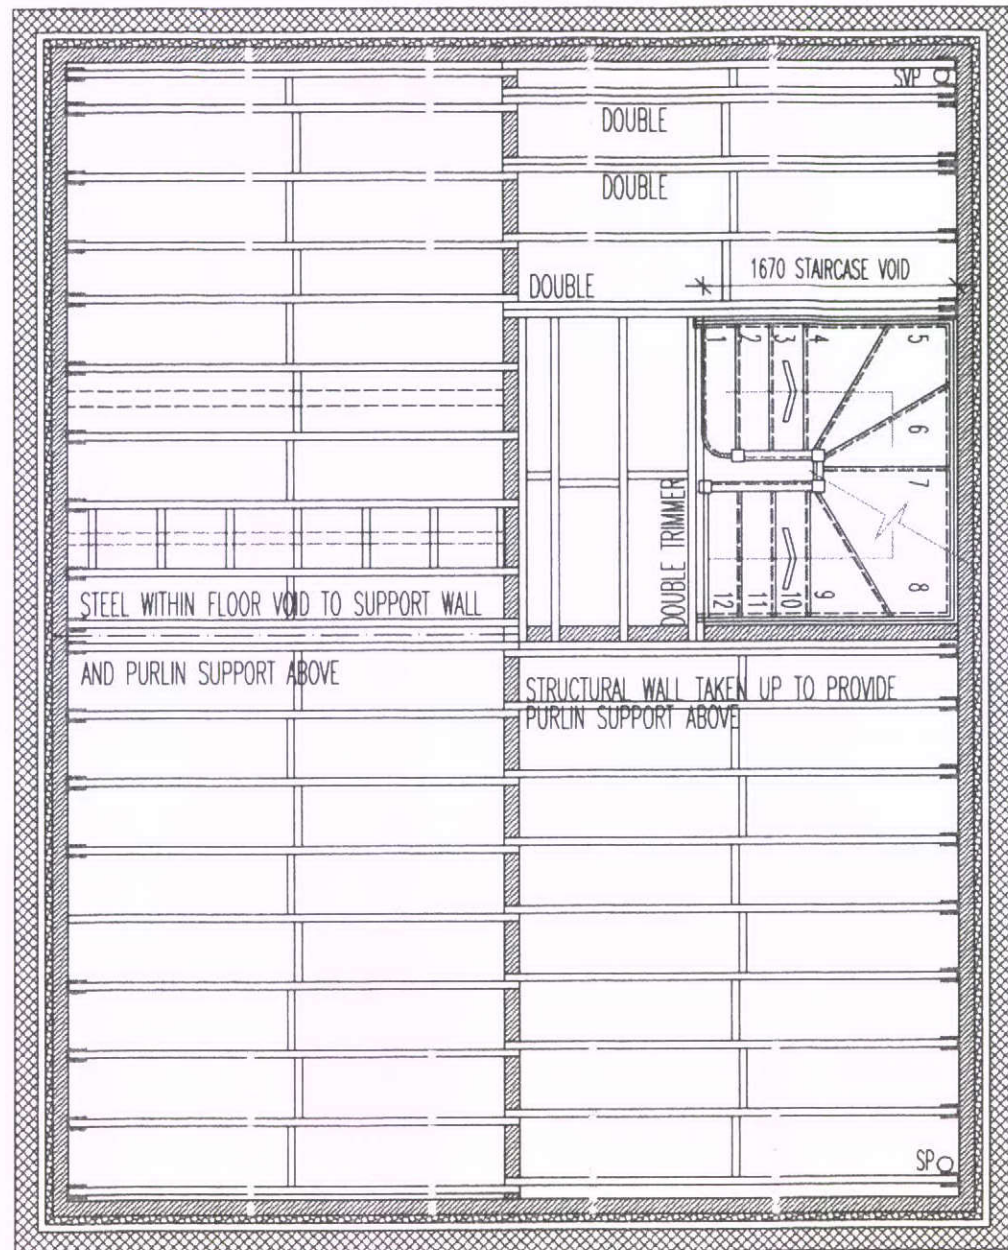 SVP
DOUBLE
DOUBLE
DOUBLE
1670 STAIRCASE VOID
1
2
3
4
5
6
7
8
9
10
11
12
DOUBLE TRIMMER
STEEL WITHIN FLOOR VOID TO SUPPORT WALL
AND PURLIN SUPPORT ABOVE
STRUCTURAL WALL TAKEN UP TO PROVIDE
PURLIN SUPPORT ABOVE
SP